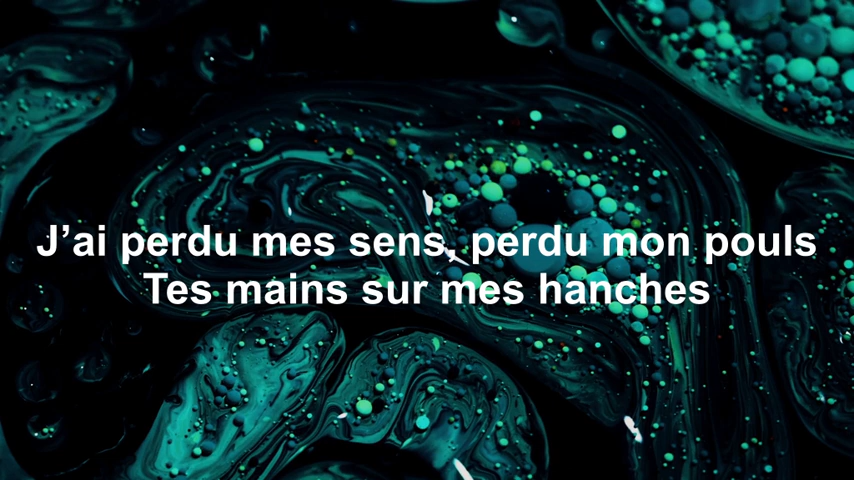 J’ai perdu mes sens, perdu mon pouls
Tes mains sur mes hanches